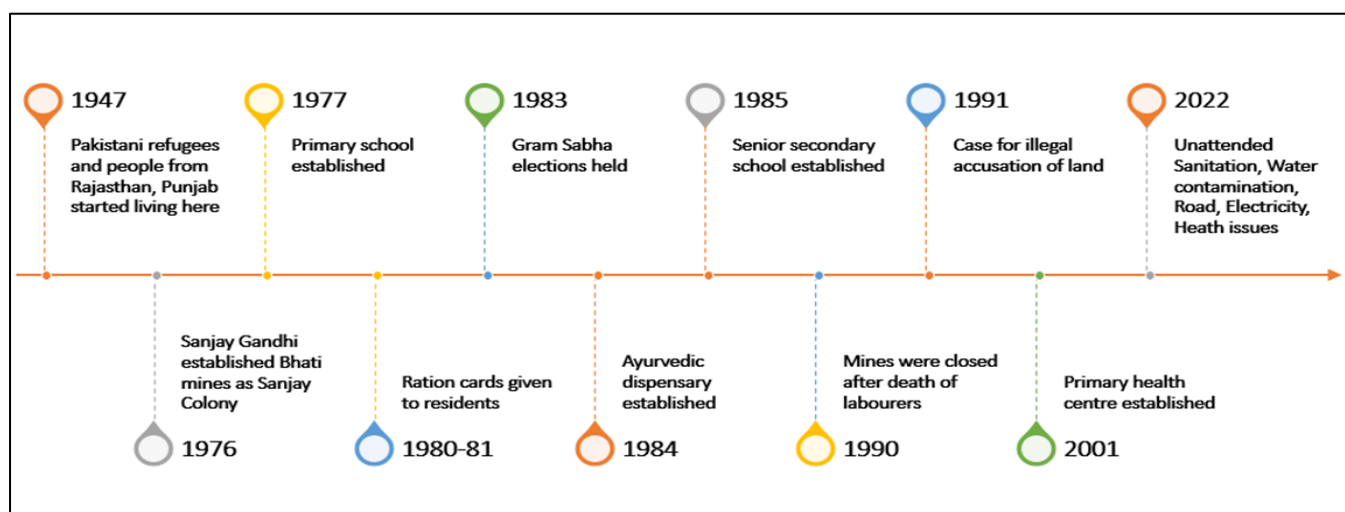 1947
Pakistani refugees
and people from
Rajasthan, Punjab
started living here
1977
Primary school
established
1983
Gram Sabha
elections held
1985
Senior secondary
school established
1991
Case for illegal
accusation of land
2022
Unattended
Sanitation, Water
contamination,
Road, Electricity,
Heath issues
Sanjay Gandhi
established Bhati
mines as Sanjay
Colony
1976
Ration cards given
to residents
1980-81
Ayurvedic
dispensary
established
1984
Mines were closed
after death of
labourers
1990
Primary health
centre established
2001